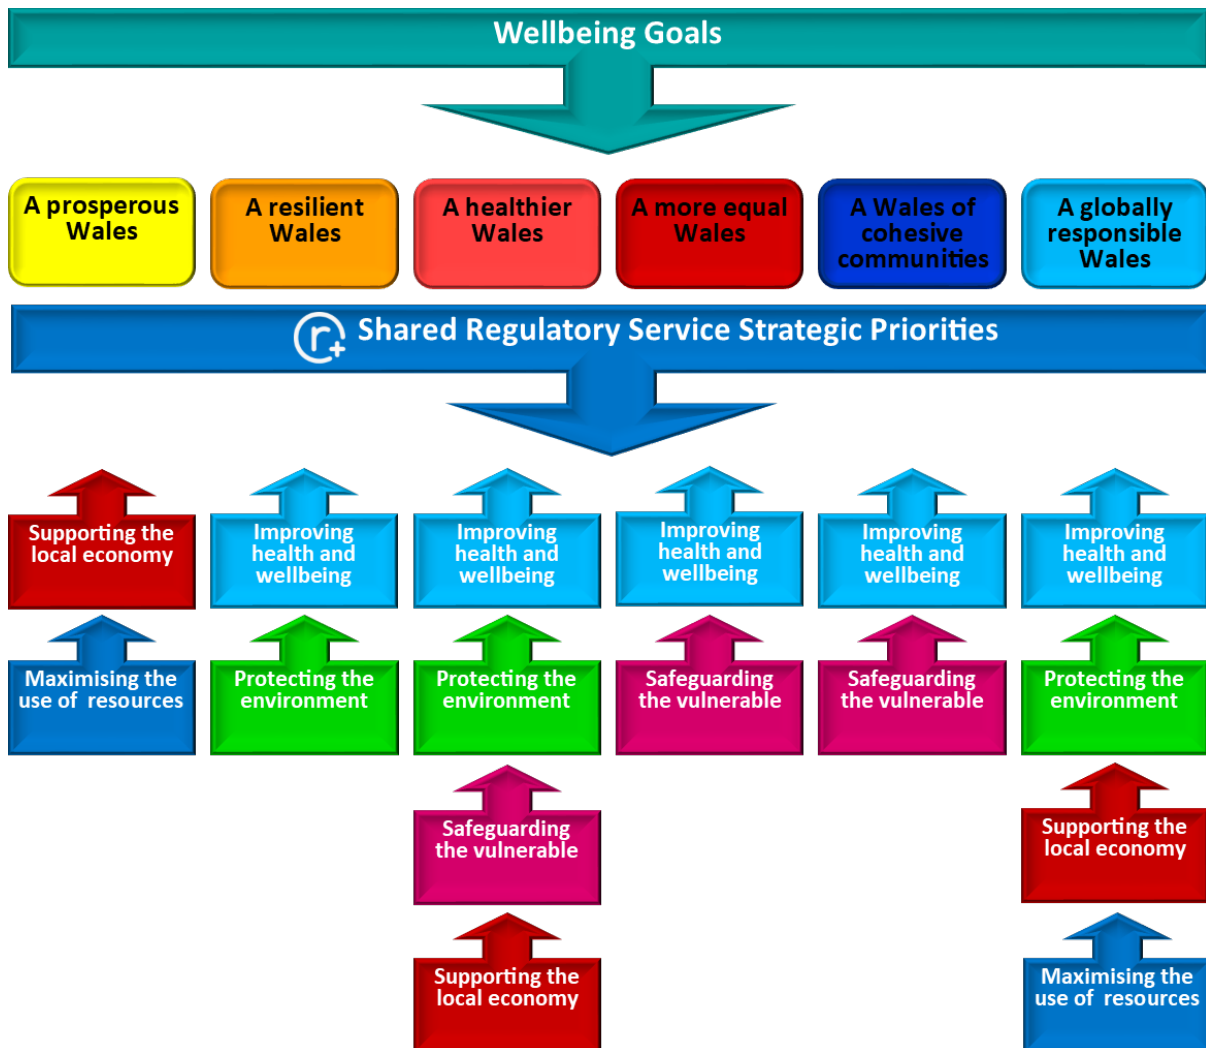 Wellbeing Goals
A prosperous
Wales
A resilient
Wales
A healthier
Wales
A more equal
Wales
A Wales of
cohesive
communities
A globally
responsible
Wales
r+ Shared Regulatory Service Strategic Priorities
Supporting the
local economy
Improving
health and
wellbeing
Improving
health and
wellbeing
Improving
health and
wellbeing
Improving
health and
wellbeing
Improving
health and
wellbeing
Maximising the
use of resources
Protecting the
environment
Protecting the
environment
Safeguarding
the vulnerable
Safeguarding
the vulnerable
Protecting the
environment
Safeguarding
the vulnerable
Supporting the
local economy
Supporting the
local economy
Maximising the
use of resources